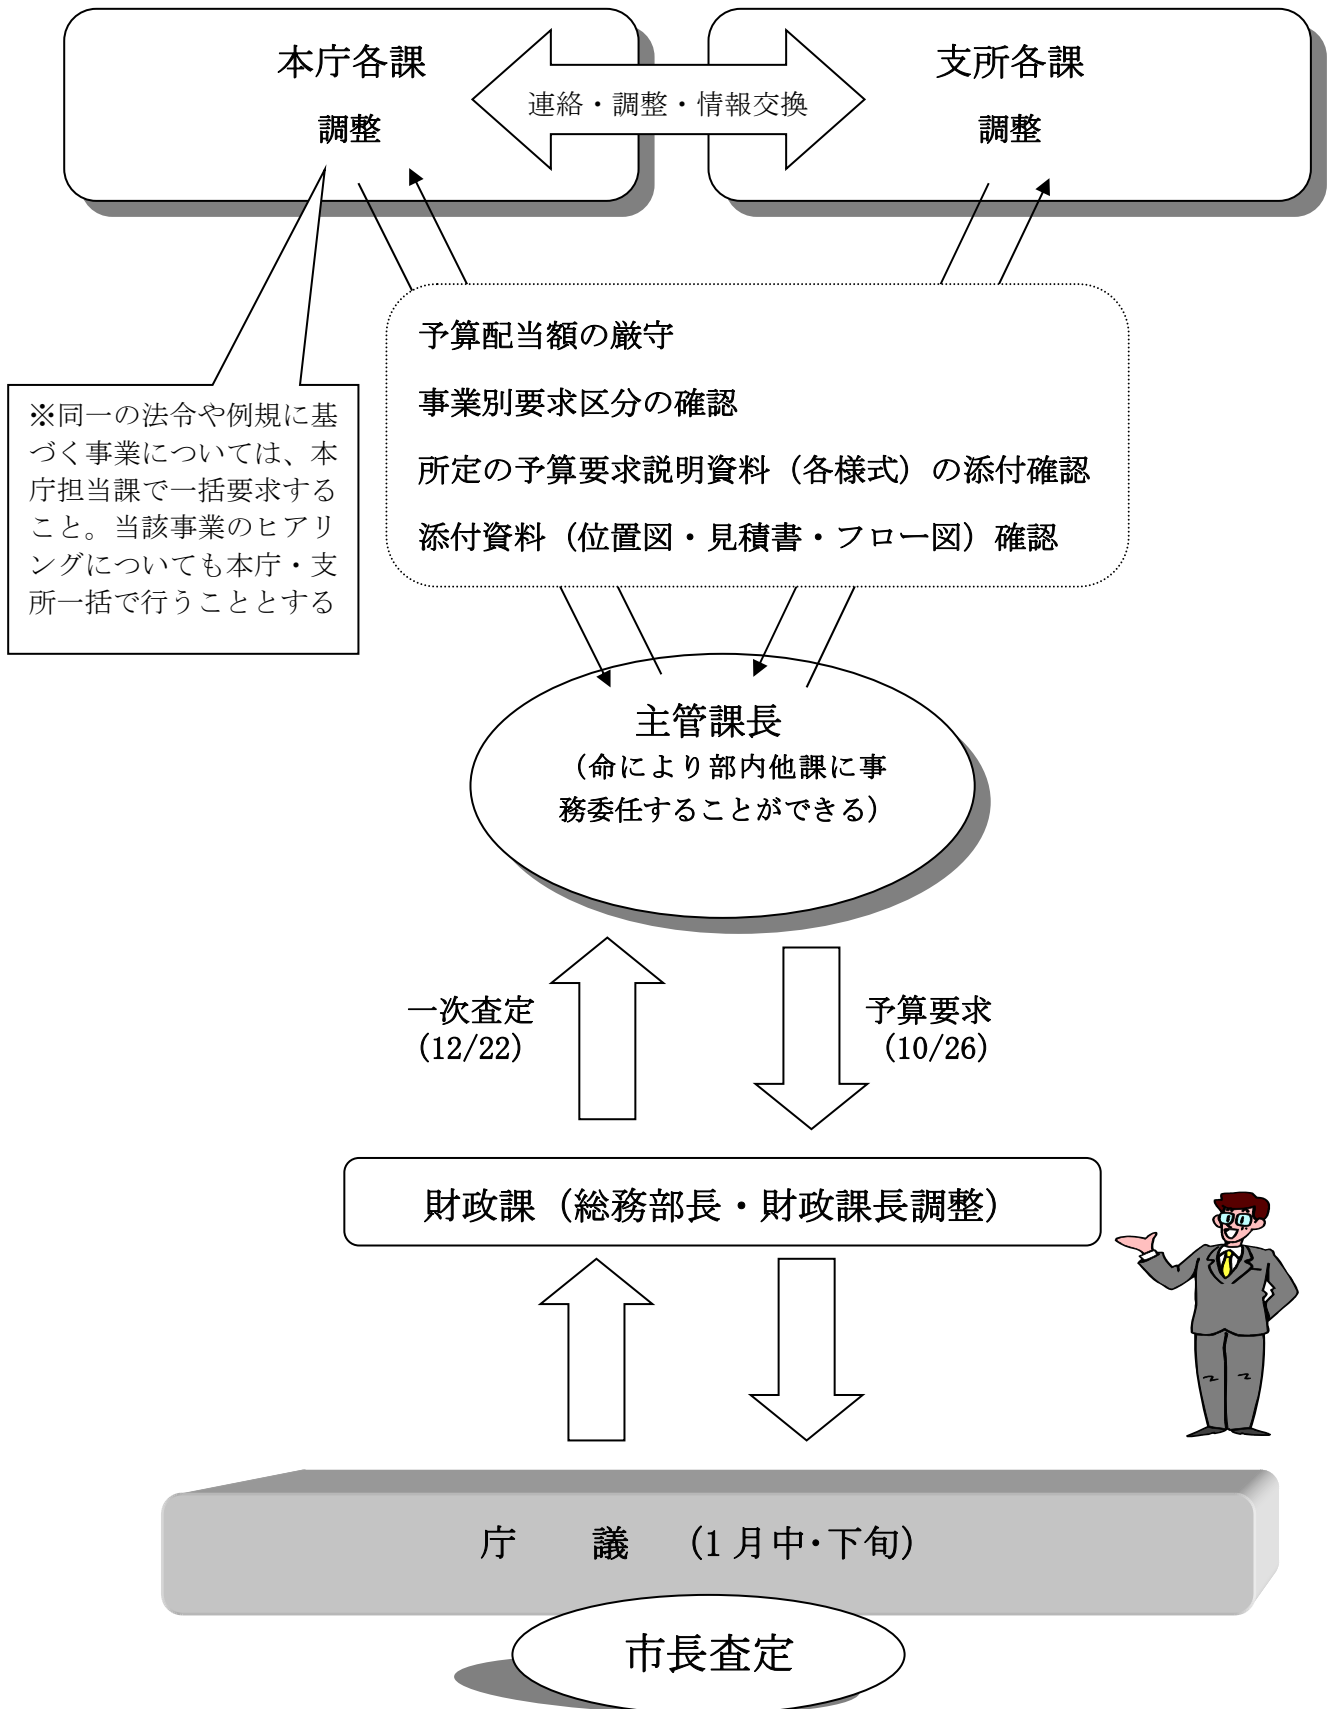 本庁各課
調整
連絡・調整・情報交換
支所各課
調整
予算配当額の厳守
事業別要求区分の確認
所定の予算要求説明資料（各様式）の添付確認
添付資料（位置図・見積書・フロー図）確認
※同一の法令や例規に基
づく事業については、本
庁担当課で一括要求する
こと。当該事業のヒアリ
ングについても本庁・支
所一括で行うこととする
主管課長
（命により部内他課に事
務委任することができる）
一次査定
（12/22）
予算要求
（10/26）
財政課（総務部長・財政課長調整）
庁　議　（1月中・下旬）
市長査定